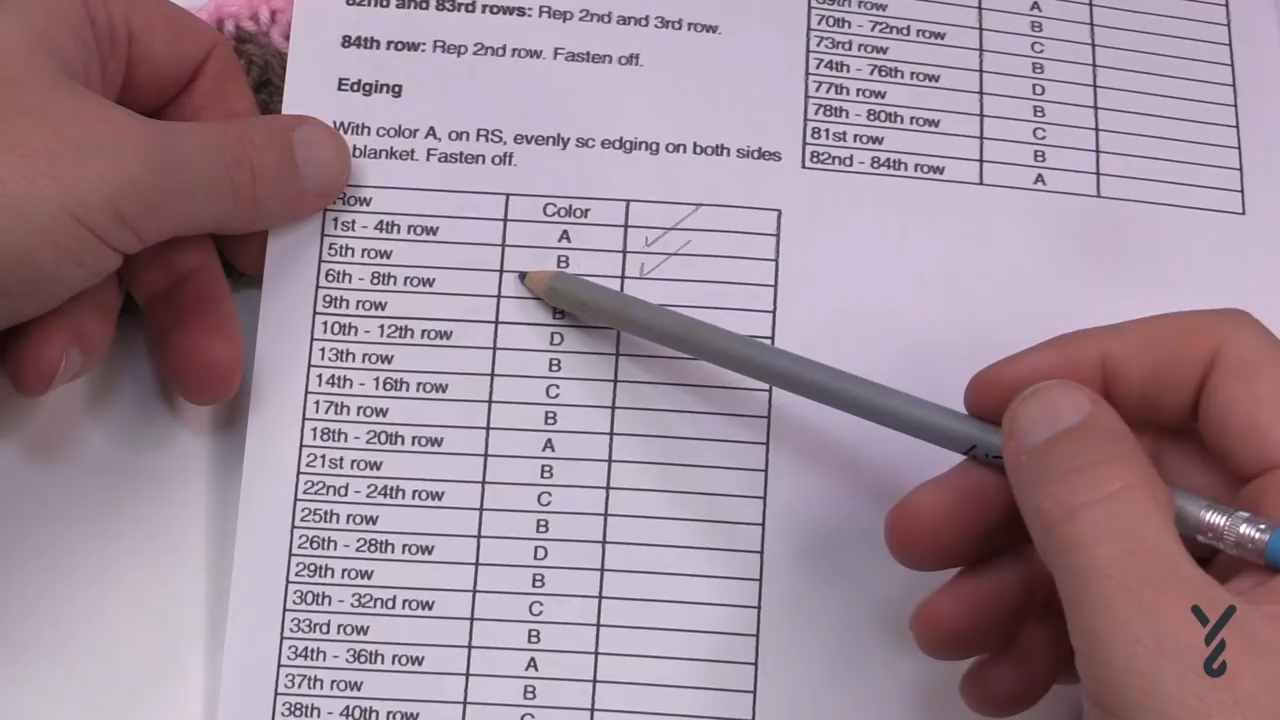 82nd and 83rd rows: Rep 2nd and 3rd row.
84th row: Rep 2nd row. Fasten off.
Edging
With color A, on RS, evenly sc edging on both sides
blanket. Fasten off.
Row Color
1st - 4th row A
5th row B
6th - 8th row
9th row B
10th - 12th row D
13th row B
14th - 16th row C
17th row B
18th - 20th row A
21st row B
22nd - 24th row C
25th row B
26th - 28th row D
29th row B
30th - 32nd row C
33rd row B
34th - 36th row A
37th row B
38th - 40th row C
69th row A
70th - 72nd row B
73rd row C
74th - 76th row B
77th row D
78th - 80th row B
81st row C
82nd - 84th row B
A